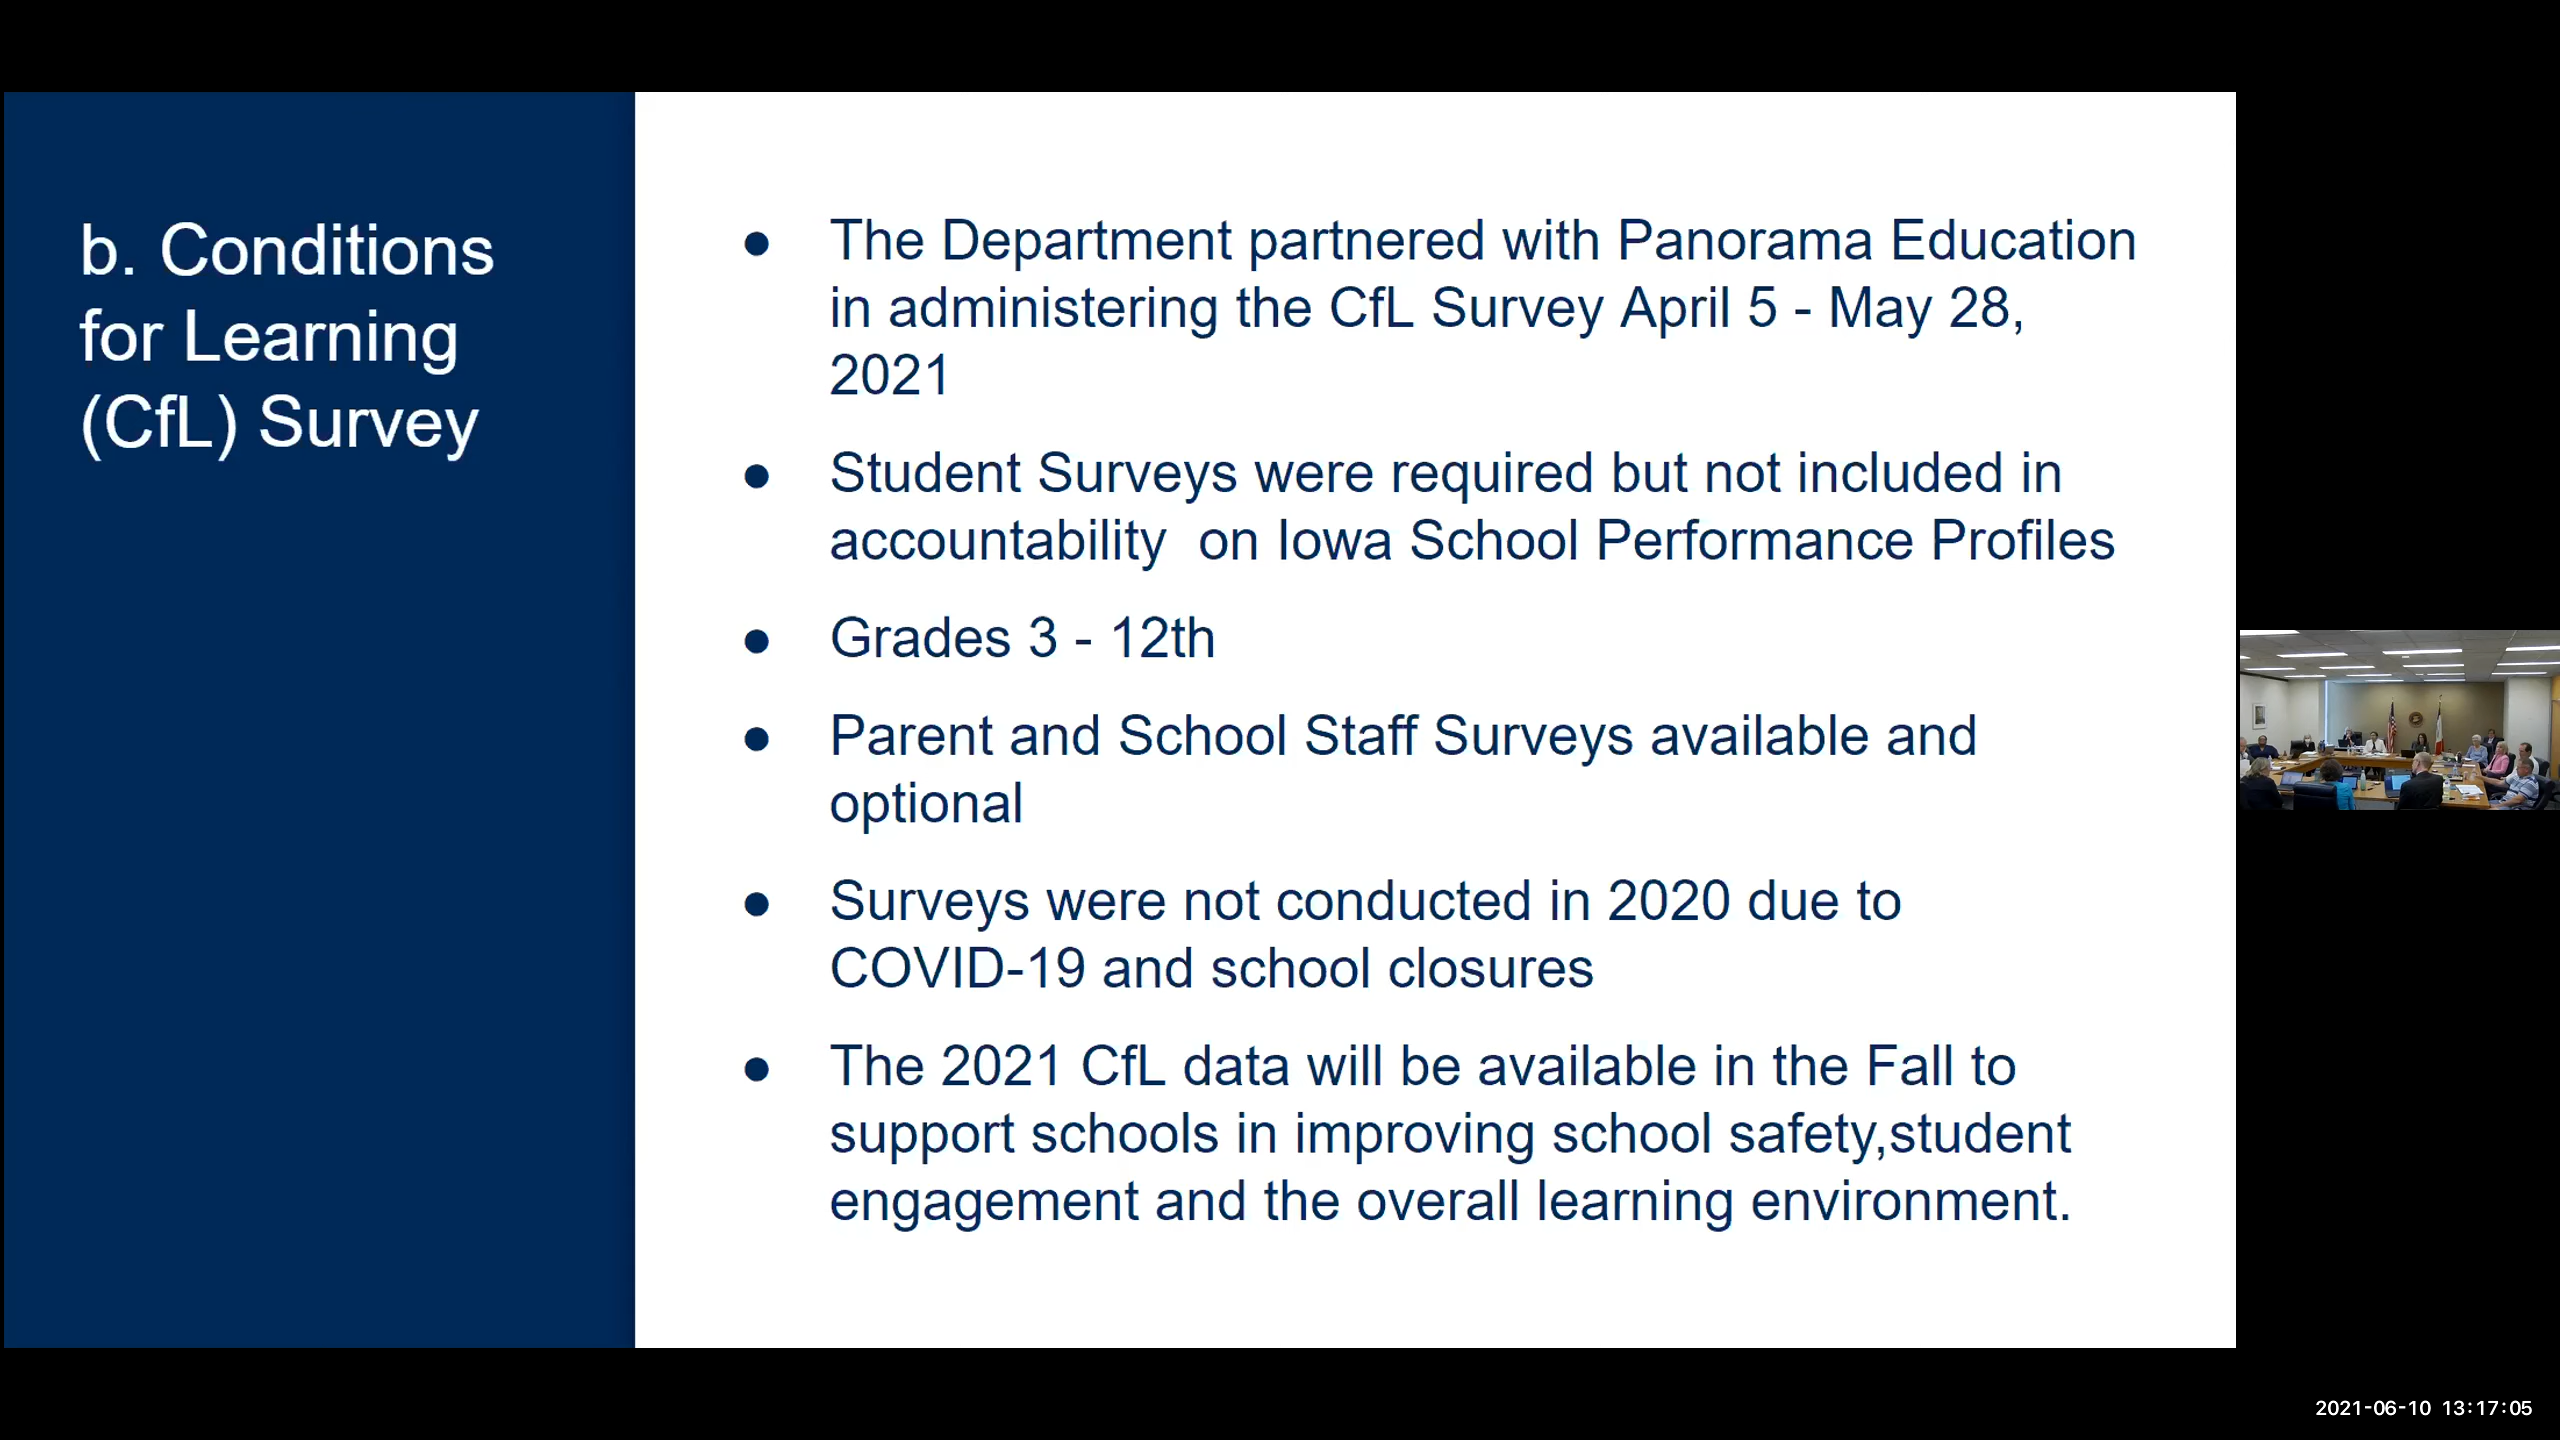 b. Conditions
for Learning
(CfL) Survey
● The Department partnered with Panorama Education
in administering the CfL Survey April 5 - May 28,
2021
● Student Surveys were required but not included in
accountability  on Iowa School Performance Profiles
● Grades 3 - 12th
● Parent and School Staff Surveys available and
optional
● Surveys were not conducted in 2020 due to
COVID-19 and school closures
● The 2021 CfL data will be available in the Fall to
support schools in improving school safety,student
engagement and the overall learning environment.
2021-06-10 13:17:05